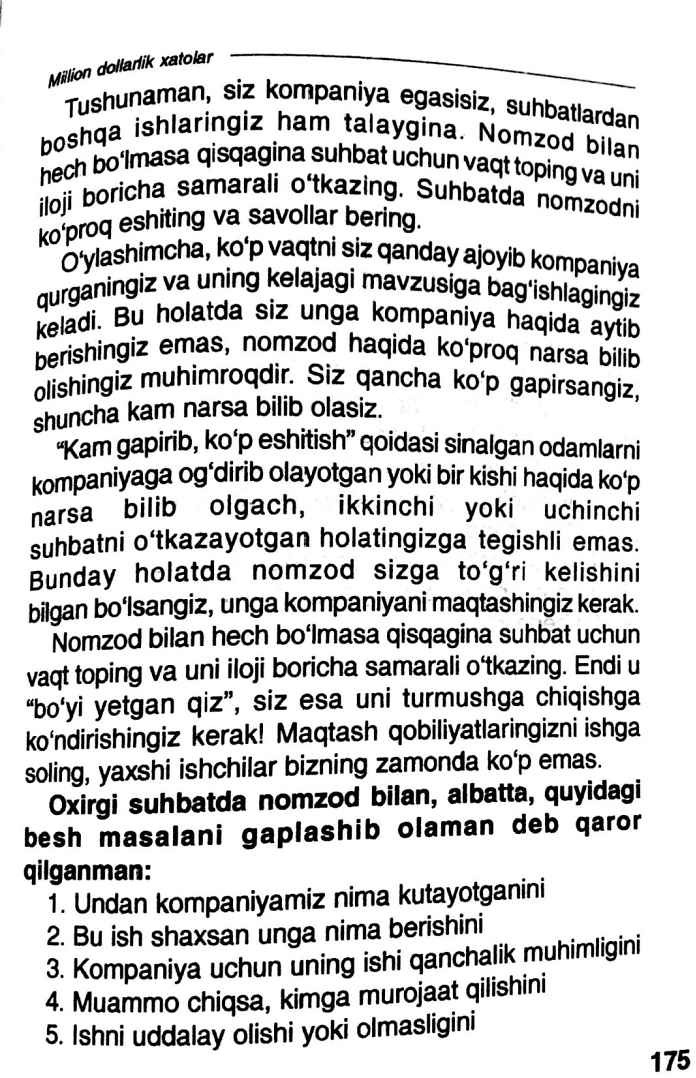 Million dollarlik xatolar
Tushunaman, siz kompaniya egasisiz, suhbatlardan
boshqa ishlaringiz ham talaygina. Nomzod bilan
hech bo‘lmasa qisqagina suhbat uchun vaqt toping va uni
iloji boricha samarali o‘tkazing. Suhbatda nomzodni
ko‘proq eshiting va savollar bering.
O‘ylashimcha, ko‘p vaqtni siz qanday ajoyib kompaniya
qurganingiz va uning kelajagi mavzusiga bag‘ishlagingiz
keladi. Bu holatda siz unga kompaniya haqida aytib
berishingiz emas, nomzod haqida ko‘proq narsa bilib
olishingiz muhimroqdir. Siz qancha ko‘p gapirsangiz,
shuncha kam narsa bilib olasiz.
“Kam gapirib, ko‘p eshitish” qoidasi sinalgan odamlarni
kompaniyaga og‘dirib olayotgan yoki bir kishi haqida ko‘p
narsa bilib olgach, ikkinchi yoki uchinchi
suhbatni o‘tkazayotgan holatingizga tegishli emas.
Bunday holatda nomzod sizga to‘g‘ri kelishini
bilgan bo‘lsangiz, unga kompaniyani maqtashingiz kerak.
Nomzod bilan hech bo‘lmasa qisqagina suhbat uchun
vaqt toping va uni iloji boricha samarali o‘tkazing. Endi u
“bo‘yi yetgan qiz”, siz esa uni turmushga chiqishga
ko‘ndirishingiz kerak! Maqtash qobiliyatlaringizni ishga
soling, yaxshi ishchilar bizning zamonda ko‘p emas.
Oxirgi suhbatda nomzod bilan, albatta, quyidagi
besh masalani gaplashib olaman deb qaror
qilganman:
1. Undan kompaniyamiz nima kutayotganini
2. Bu ish shaxsan unga nima berishini
3. Kompaniya uchun uning ishi qanchalik muhimligini
4. Muammo chiqsa, kimga murojaat qilishini
5. Ishni uddalay olishi yoki olmasligini
175